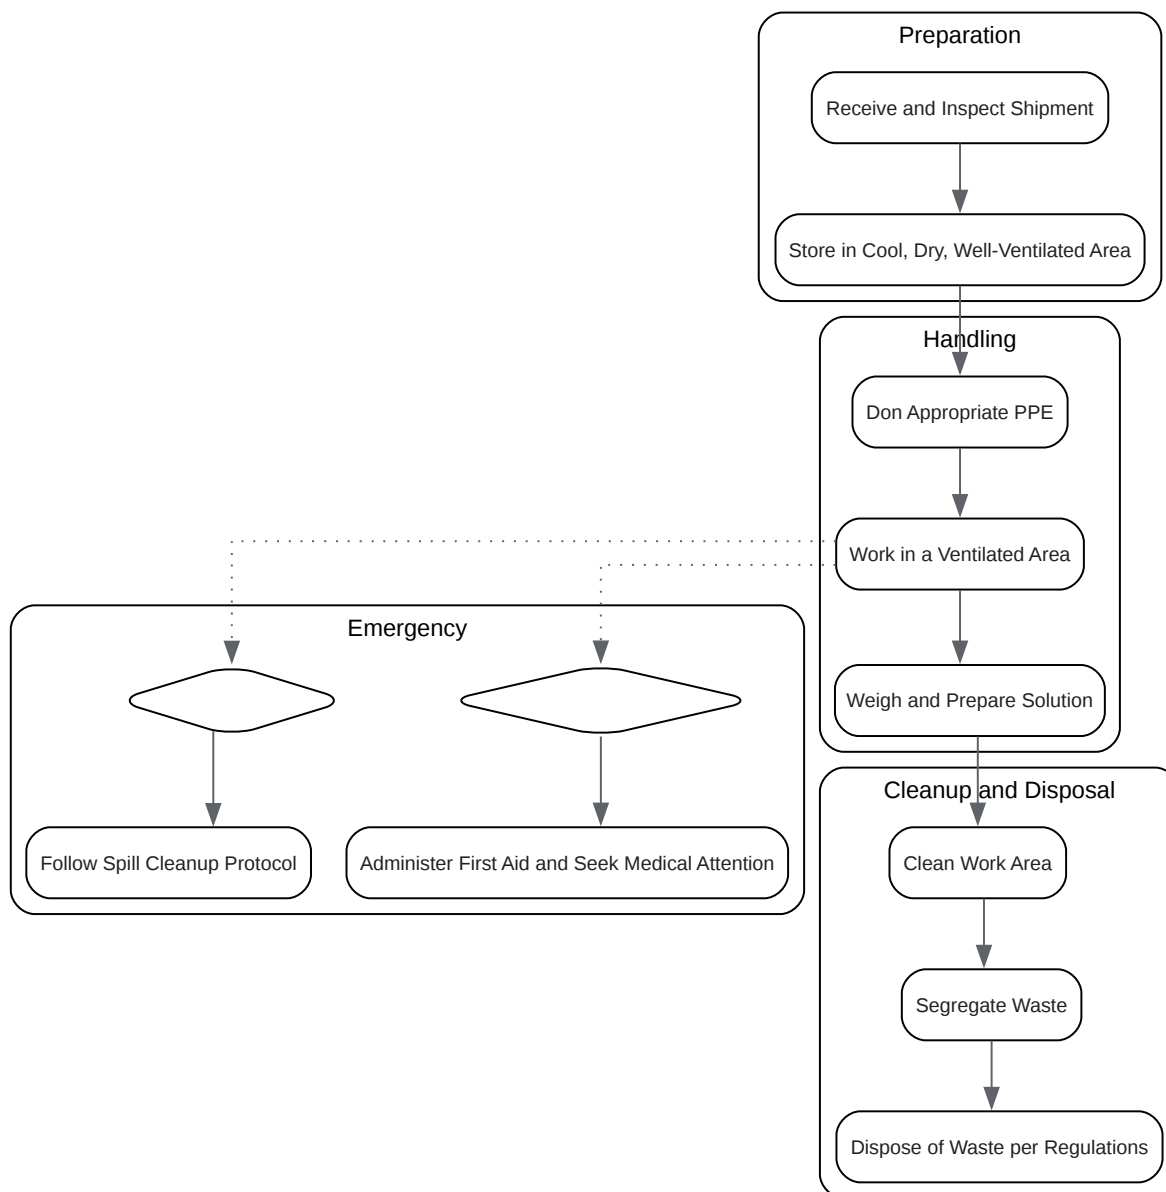 Preparation
Receive and Inspect Shipment
Store in Cool, Dry, Well-Ventilated Area
Handling
Don Appropriate PPE
Work in a Ventilated Area
Emergency
Weigh and Prepare Solution
Cleanup and Disposal
Follow Spill Cleanup Protocol
Administer First Aid and Seek Medical Attention
Clean Work Area
Segregate Waste
Dispose of Waste per Regulations